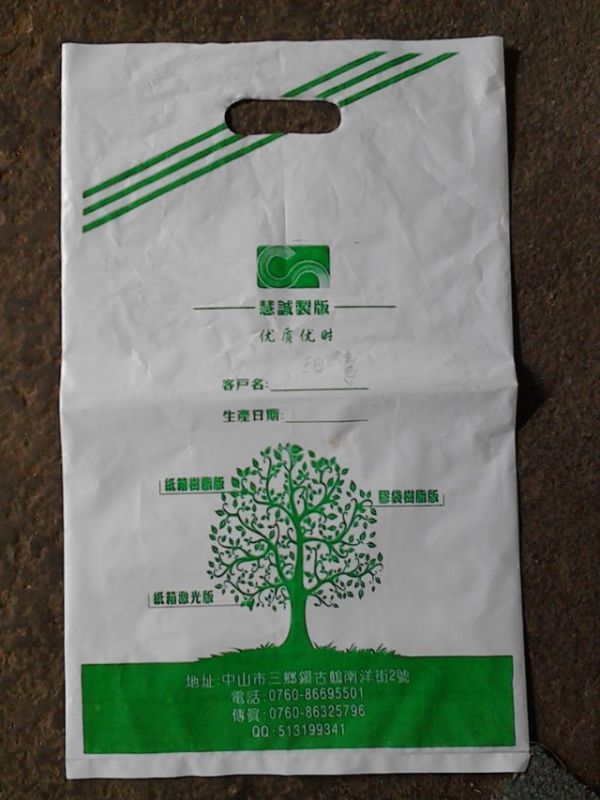 慧誠製版
优质优时
客戶名:
生產日期:
紙箱樹脂版
膠袋樹脂版
紙箱激光版
地址:中山市三鄉鎮古鶴南洋街2號
電話:0760-86695501
傳真:0760-86325796
QQ:513199341